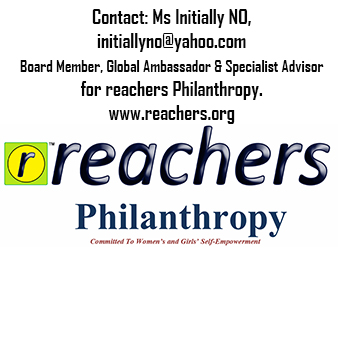 Contact: Ms Initially NO,
initiallyno@yahoo.com
Board Member, Global Ambassador & Specialist Advisor
for reachers Philanthropy.
www.reachers.org
r™reachers
Philanthropy
Committed To Women's and Girls' Self-Empowerment